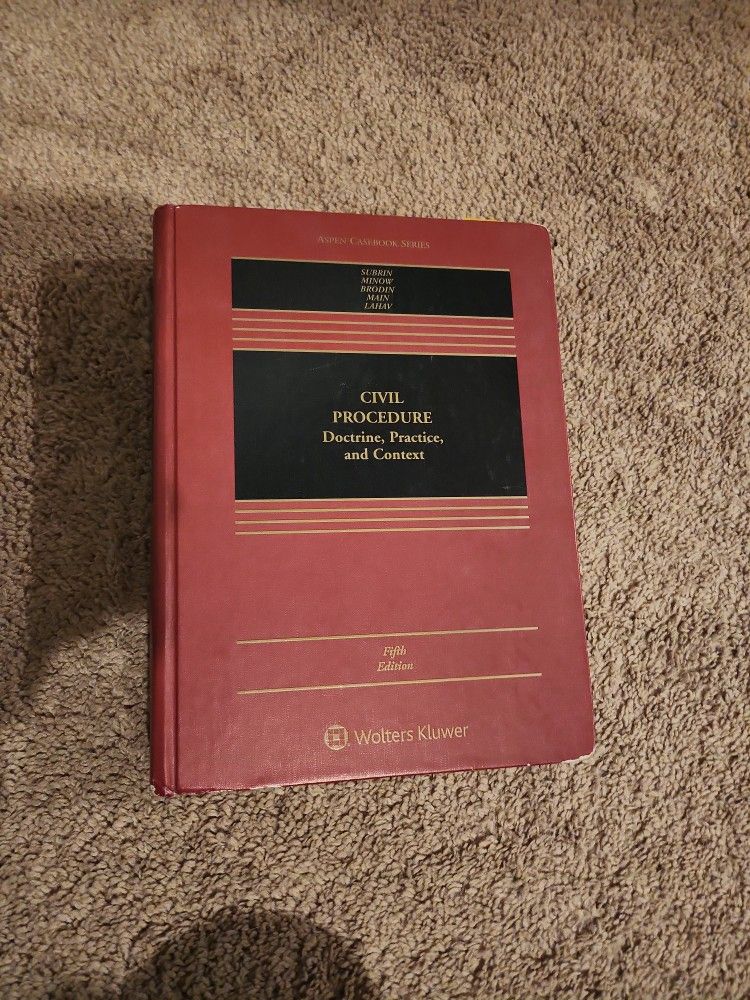 ASPEN CASEBOOK SERIES
SUBRIN
MINOW
BRODIN
MAIN
LAHAV
CIVIL
PROCEDURE
Doctrine, Practice,
and Context
Fifth
Edition
Wolters Kluwer